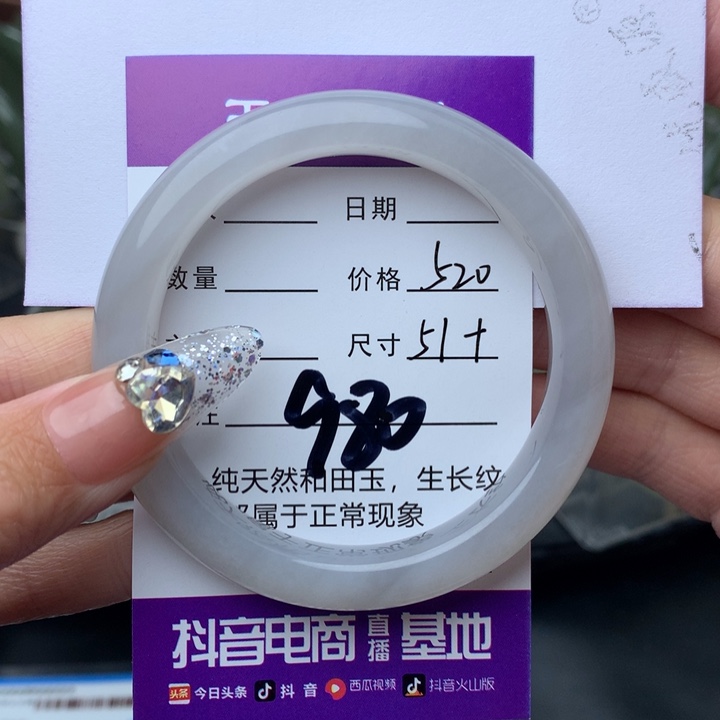 日期
数量 价格 520
尺寸 51+
980
纯天然和田玉，生长纹
属于正常现象
抖音电商 直播 基地
头条 今日头条 抖音 西瓜视频 抖音火山版